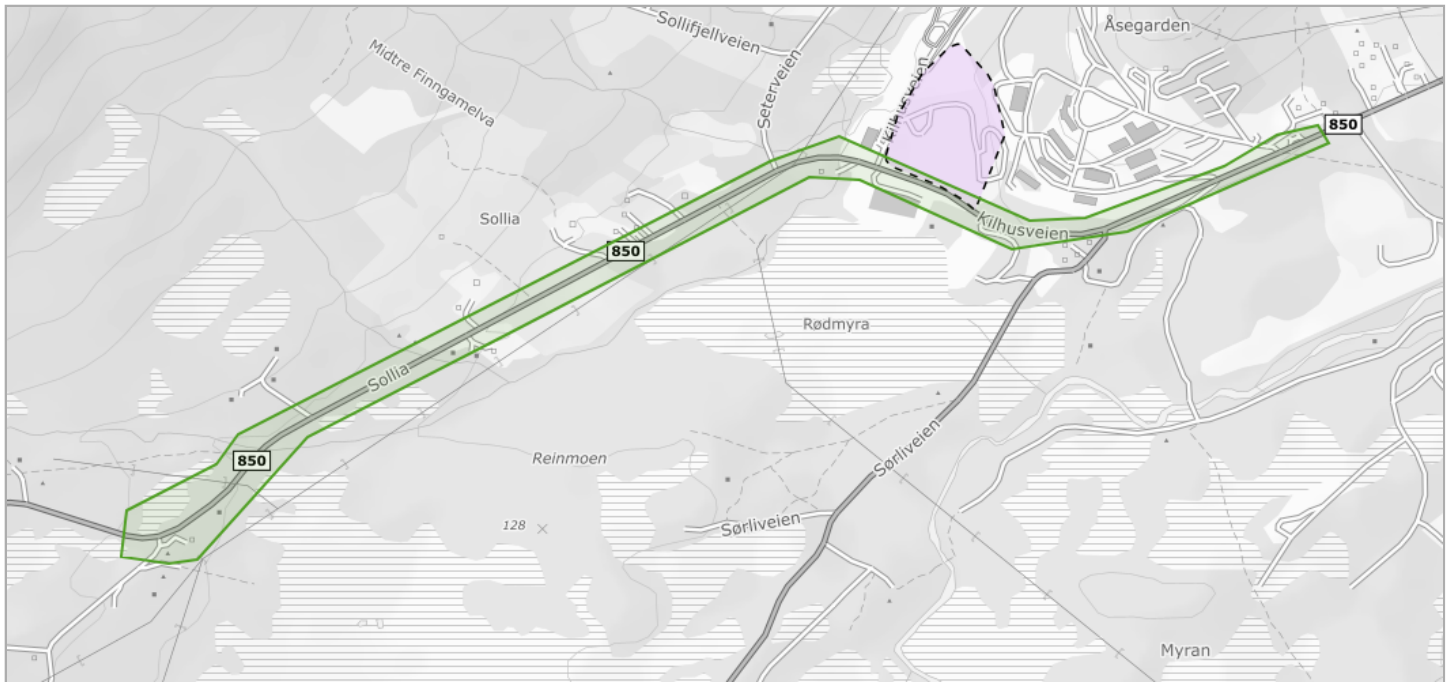 Sollifjellveien
Åsegarden
Midtre Finngamelva
Seterveien
Kilhusveien
850
Sollia
850
Kilhusveien
Rødmyra
Sollia
850
Reinmoen
Sørliveien
128
Sørliveien
Myran